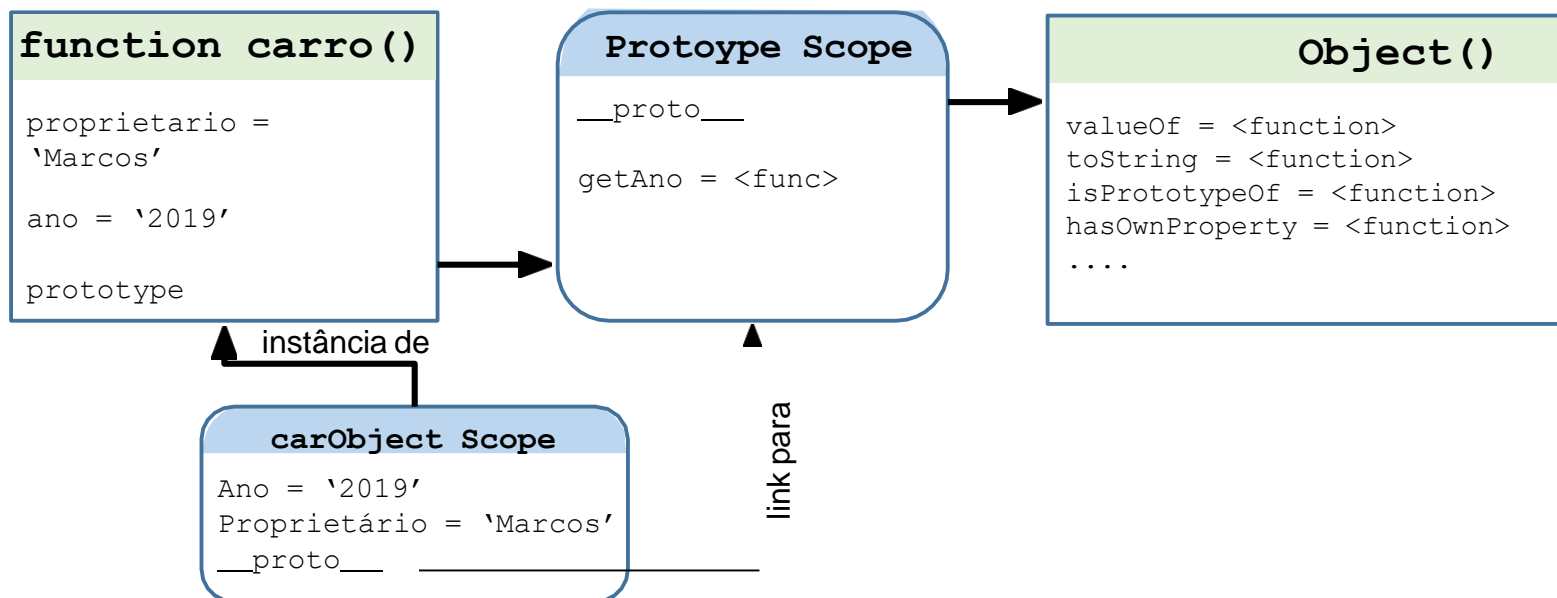 function carro()
proprietario =
‘Marcos’
ano = ‘2019’
prototype
Protoype Scope
__proto__
getAno = <func>
Object()
valueOf = <function>
toString = <function>
isPrototypeOf = <function>
hasOwnProperty = <function>
....
instância de
carObject Scope
Ano = ‘2019’
Proprietário = ‘Marcos’
__proto__
link para